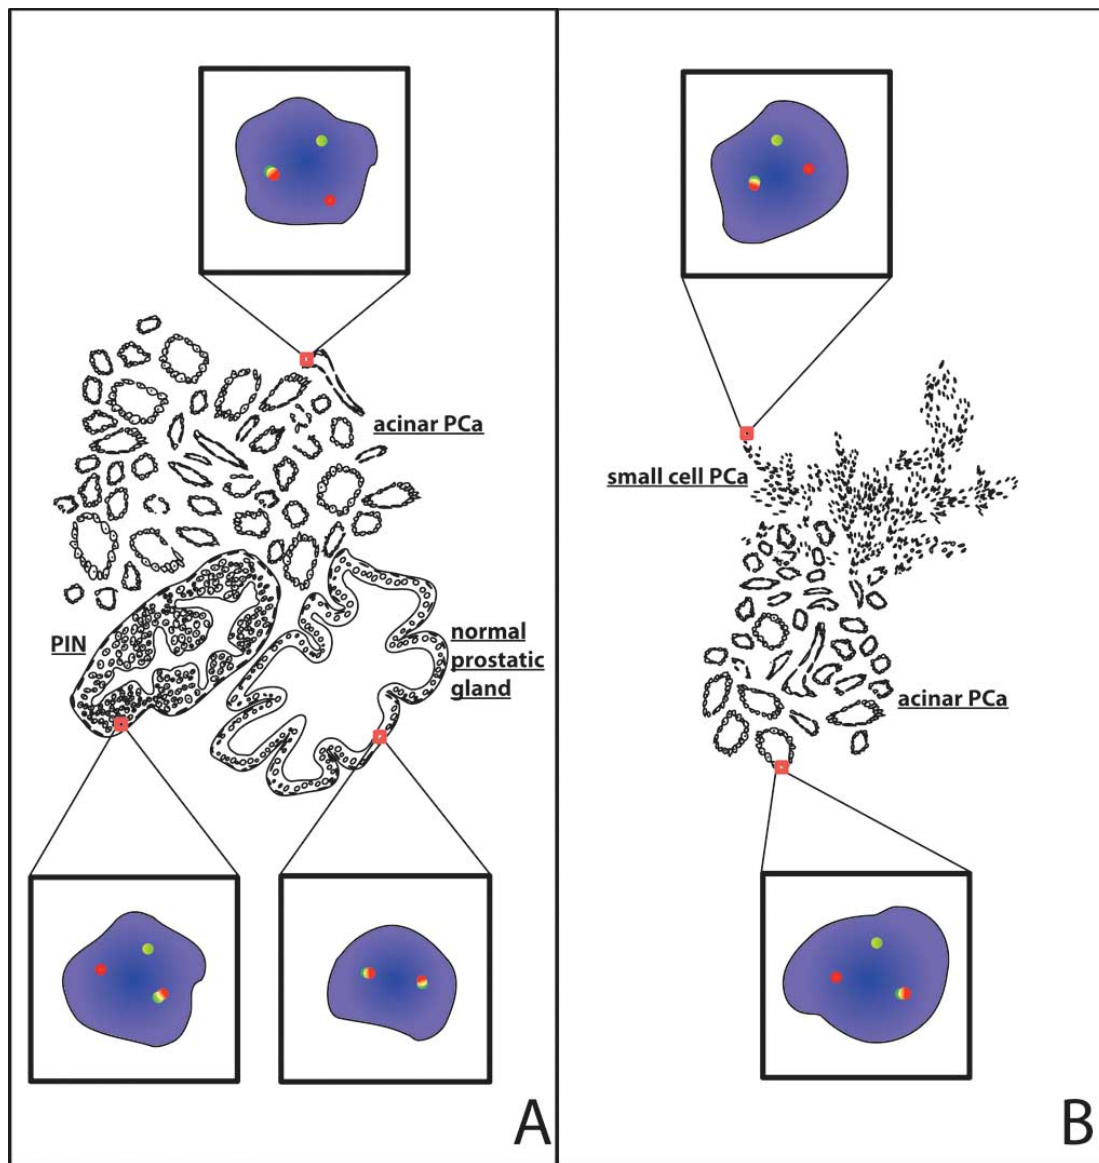 acinar PCa
PIN
normal
prostatic
gland
A
small cell PCa
acinar PCa
B